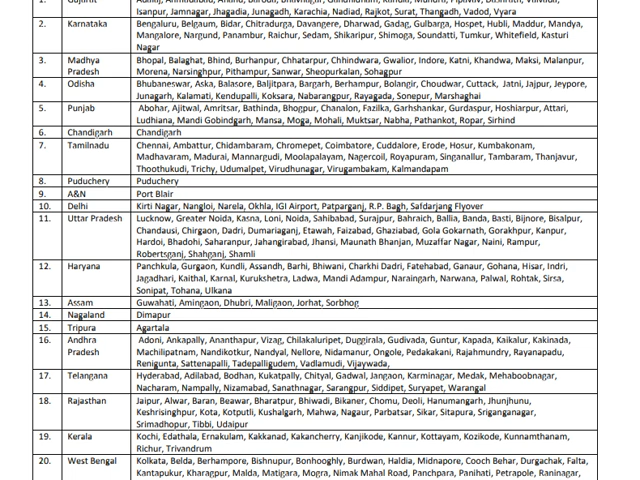 1. Gujarat
Isanpur, Jamnagar, Jhagadia, Junagadh, Karachia, Nadiad, Rajkot, Surat, Thangadh, Vadod, Vyara
2. Karnataka Bengaluru, Belgaum, Bidar, Chitradurga, Davangere, Dharwad, Gadag, Gulbarga, Hospet, Hubli, Maddur, Mandya,
Mangalore, Nargund, Panambur, Raichur, Sedam, Shikaripur, Shimoga, Soundatti, Tumkur, Whitefield, Kasturi
Nagar
3. Madhya Bhopal, Balaghat, Bhind, Burhanpur, Chhatarpur, Chhindwara, Gwalior, Indore, Katni, Khandwa, Maksi, Malanpur,
Pradesh Morena, Narsinghpur, Pithampur, Sanwar, Sheopurkalan, Sohagpur
4. Odisha Bhubaneswar, Aska, Balasore, Baljitpara, Bargarh, Berhampur, Bolangir, Choudwar, Cuttack, Jatni, Jajpur, Jeypore,
Junagarh, Kalamati, Kendupalli, Koksara, Nabarangpur, Rayagada, Sonepur, Marshaghai
5. Punjab Abohar, Ajitwal, Amritsar, Bathinda, Bhogpur, Chanalon, Fazilka, Garhshankar, Gurdaspur, Hoshiarpur, Attari,
Ludhiana, Mandi Gobindgarh, Mansa, Moga, Mohali, Muktsar, Nabha, Pathankot, Ropar, Sirhind
6. Chandigarh Chandigarh
7. Tamilnadu Chennai, Ambattur, Chidambaram, Chromepet, Coimbatore, Cuddalore, Erode, Hosur, Kumbakonam,
Madhavaram, Madurai, Mannargudi, Moolapalayam, Nagercoil, Royapuram, Singanallur, Tambaram, Thanjavur,
Thoothukudi, Trichy, Udumalpet, Virudhunagar, Virugambakam, Kalmandapam
8. Puduchery Puduchery
9. A&N Port Blair
10. Delhi Kirti Nagar, Nangloi, Narela, Okhla, IGI Airport, Patparganj, R.P. Bagh, Safdarjang Flyover
11. Uttar Pradesh Lucknow, Greater Noida, Kasna, Loni, Noida, Sahibabad, Surajpur, Bahraich, Ballia, Banda, Basti, Bijnore, Bisalpur,
Chandausi, Chirgaon, Dadri, Dumariaganj, Etawah, Faizabad, Ghaziabad, Gola Gokarnath, Gorakhpur, Kanpur,
Hardoi, Bhadohi, Saharanpur, Jahangirabad, Jhansi, Maunath Bhanjan, Muzaffar Nagar, Naini, Rampur,
Robertsganj, Shahganj, Shamli
12. Haryana Panchkula, Gurgaon, Kundli, Assandh, Barhi, Bhiwani, Charkhi Dadri, Fatehabad, Ganaur, Gohana, Hisar, Indri,
Jagadhari, Kaithal, Karnal, Kurukshetra, Ladwa, Mandi Adampur, Naraingarh, Narwana, Palwal, Rohtak, Sirsa,
Sonipat, Tohana, Ulkana
13. Assam Guwahati, Amingaon, Dhubri, Maligaon, Jorhat, Sorbhog
14. Nagaland Dimapur
15. Tripura Agartala
16. Andhra Adoni, Ankapally, Ananthapur, Vizag, Chilakaluripet, Duggirala, Gudivada, Guntur, Kapada, Kaikalur, Kakinada,
Pradesh Machilipatnam, Nandikotkur, Nandyal, Nellore, Nidamanur, Ongole, Pedakakani, Rajahmundry, Rayanapadu,
Renigunta, Sattenapalli, Tadepalligudem, Vadlamudi, Vijayawada,
17. Telangana Hyderabad, Adilabad, Bodhan, Kukatpally, Chityal, Gadwal, Jangaon, Karminagar, Medak, Mehaboobnagar,
Nacharam, Nampally, Nizamabad, Sanathnagar, Sarangpur, Siddipet, Suryapet, Warangal
18. Rajasthan Jaipur, Alwar, Baran, Beawar, Bharatpur, Bhiwadi, Bikaner, Chomu, Deoli, Hanumangarh, Jhunjhunu,
Keshrisinghpur, Kota, Kotputli, Kushalgarh, Mahwa, Nagaur, Parbatsar, Sikar, Sitapura, Sriganganagar,
Srimadhopur, Tibbi, Udaipur
19. Kerala Kochi, Edathala, Ernakulam, Kakkanad, Kakancherry, Kanjikode, Kannur, Kottayam, Kozikode, Kunnamthanam,
Richur, Trivandrum
20. West Bengal Kolkata, Belda, Berhampore, Bishnupur, Bonhooghly, Burdwan, Haldia, Midnapore, Cooch Behar, Durgachak, Falta,
Kantapukur, Kharagpur, Malda, Matigara, Mogra, Nimak Mahal Road, Panchpara, Panihati, Petrapole, Raninagar,